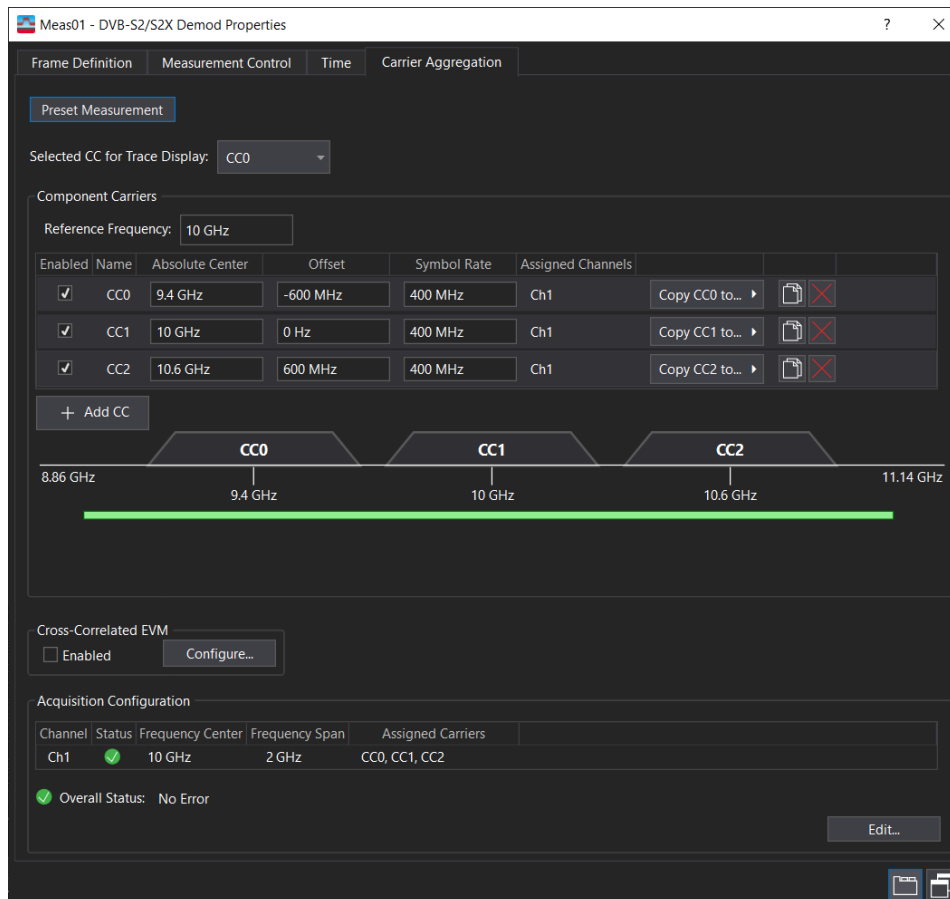 Meas01 - DVB-S2/S2X Demod Properties ?
Frame Definition Measurement Control Time Carrier Aggregation
Preset Measurement
Selected CC for Trace Display: CC0
Component Carriers
Reference Frequency: 10 GHz
Enabled Name Absolute Center Offset Symbol Rate Assigned Channels
CC0 9.4 GHz -600 MHz 400 MHz Ch1 Copy CC0 to...
CC1 10 GHz 0 Hz 400 MHz Ch1 Copy CC1 to...
CC2 10.6 GHz 600 MHz 400 MHz Ch1 Copy CC2 to...
+ Add CC
CC0 CC1 CC2
8.86 GHz 11.14 GHz
9.4 GHz 10 GHz 10.6 GHz
Cross-Correlated EVM
Enabled Configure...
Acquisition Configuration
Channel Status Frequency Center Frequency Span Assigned Carriers
Ch1 10 GHz 2 GHz CC0, CC1, CC2
Overall Status: No Error
Edit...